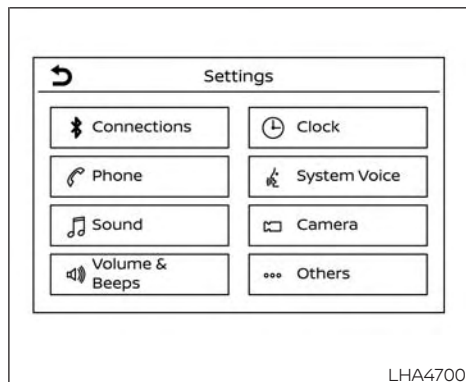 Settings
Connections
Clock
Phone
System Voice
Sound
Camera
Volume &
Beeps
Others
LHA4700